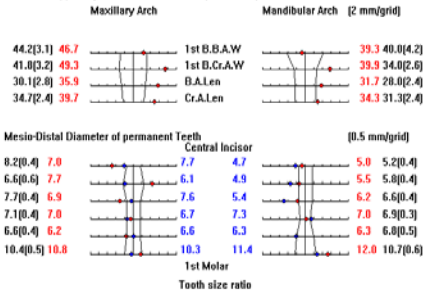 Maxillary Arch Mandibular Arch (2 mm/grid)
44.2(3.1) 46.7 1st B.B.A.W 39.3 40.0(4.2)
41.0(3.2) 49.3 1st B.Cr.A.W 39.9 34.0(2.6)
30.1(2.8) 35.9 B.A.Len 31.7 28.0(2.4)
34.7(2.4) 39.7 Cr.A.Len 34.3 31.3(2.4)
Mesio-Distal Diameter of permanent Teeth (0.5 mm/grid)
Central Incisor
8.2(0.4) 7.0 7.7 4.7 5.0 5.2(0.4)
6.6(0.6) 7.7 6.1 4.9 5.5 5.8(0.4)
7.7(0.4) 6.9 7.6 5.4 6.2 6.6(0.4)
7.1(0.4) 7.0 6.7 7.3 7.0 6.9(0.3)
6.6(0.4) 6.2 6.6 6.3 6.3 6.8(0.5)
10.4(0.5) 10.8 10.3 11.4 12.0 10.7(0.6)
1st Molar
Tooth size ratio